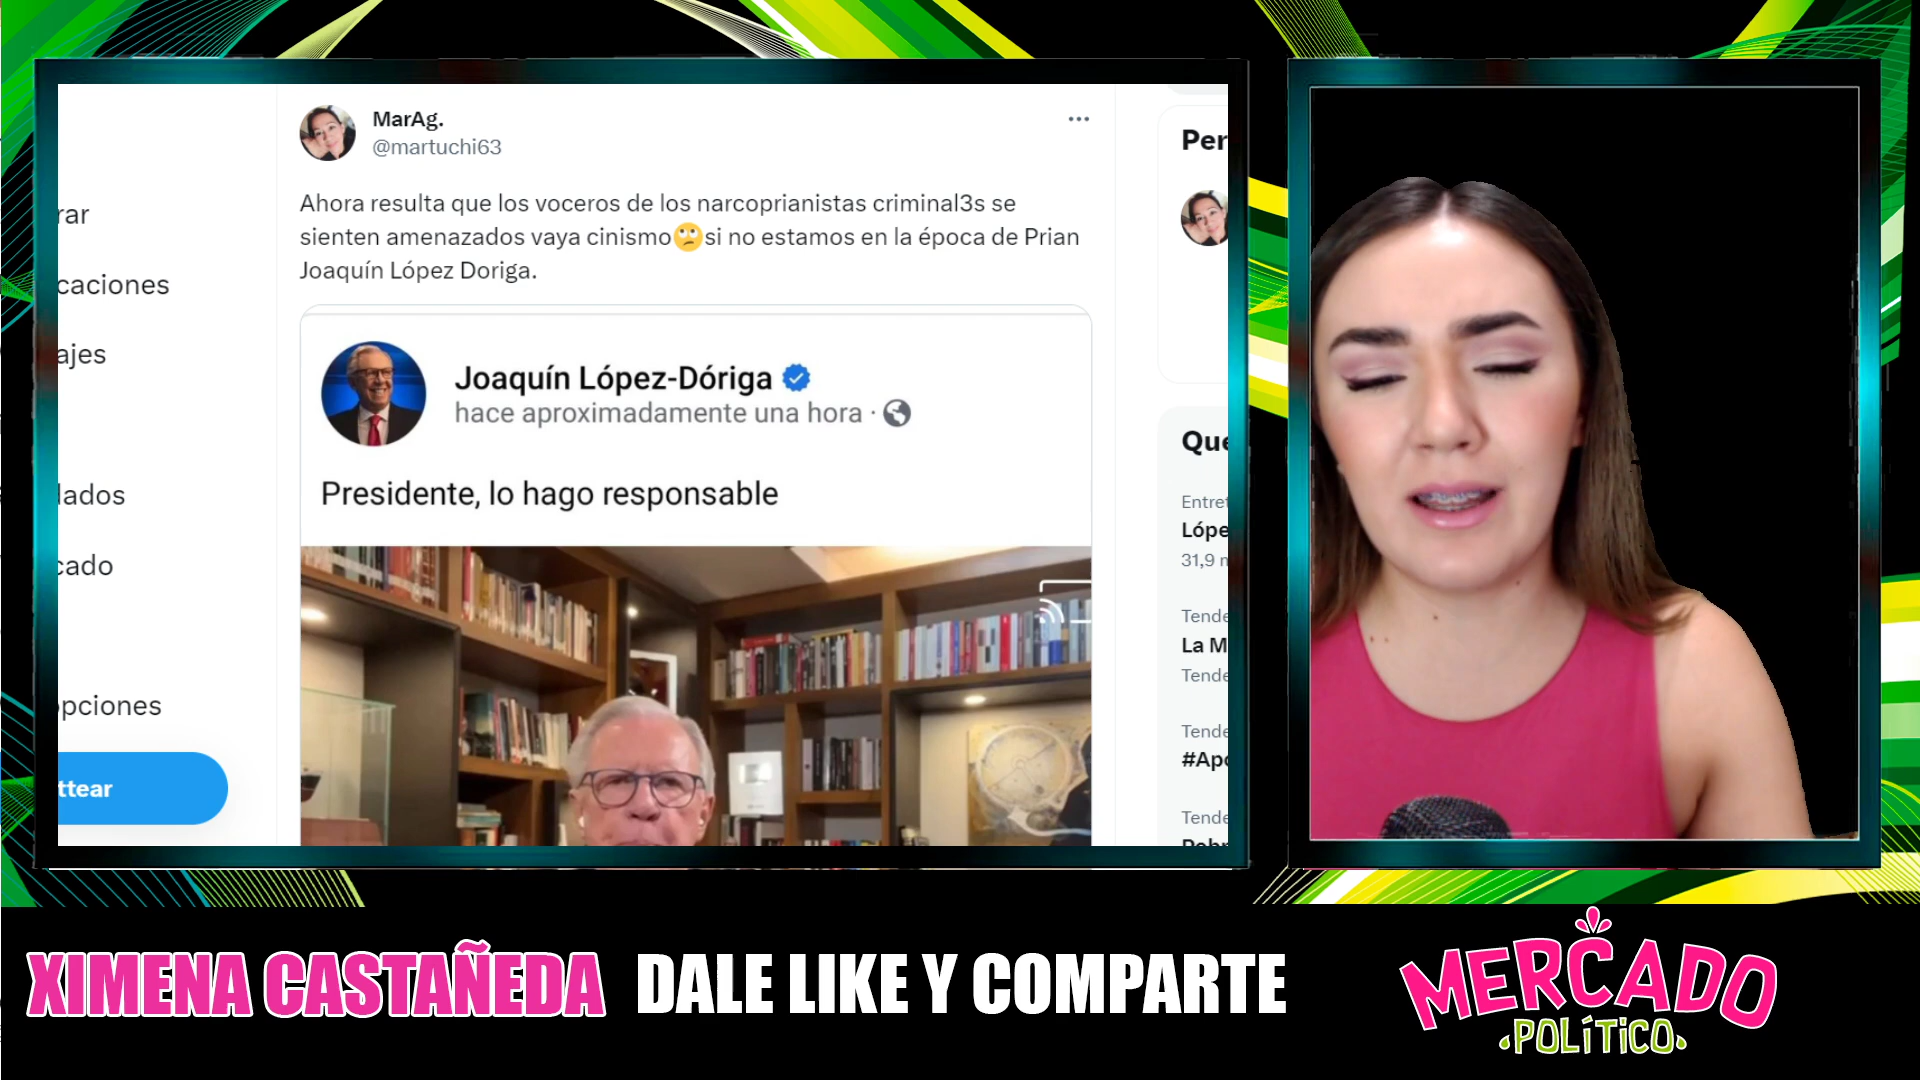 MarAg.
@martuchi63
Ahora resulta que los voceros de los narcoprianistas criminal3s se
sienten amenazados vaya cinismo🙄si no estamos en la época de Prian
Joaquín López Doriga.
Joaquín López-Dóriga
hace aproximadamente una hora ·
Presidente, lo hago responsable
rar
caciones
ajes
lados
cado
opciones
ttear
Per
Que
Entret
Lópe
31,9 m
Tende
La M
Tende
Tende
#Apo
Tende
XIMENA CASTAÑEDA DALE LIKE Y COMPARTE
MERCADO
POLÍTICO